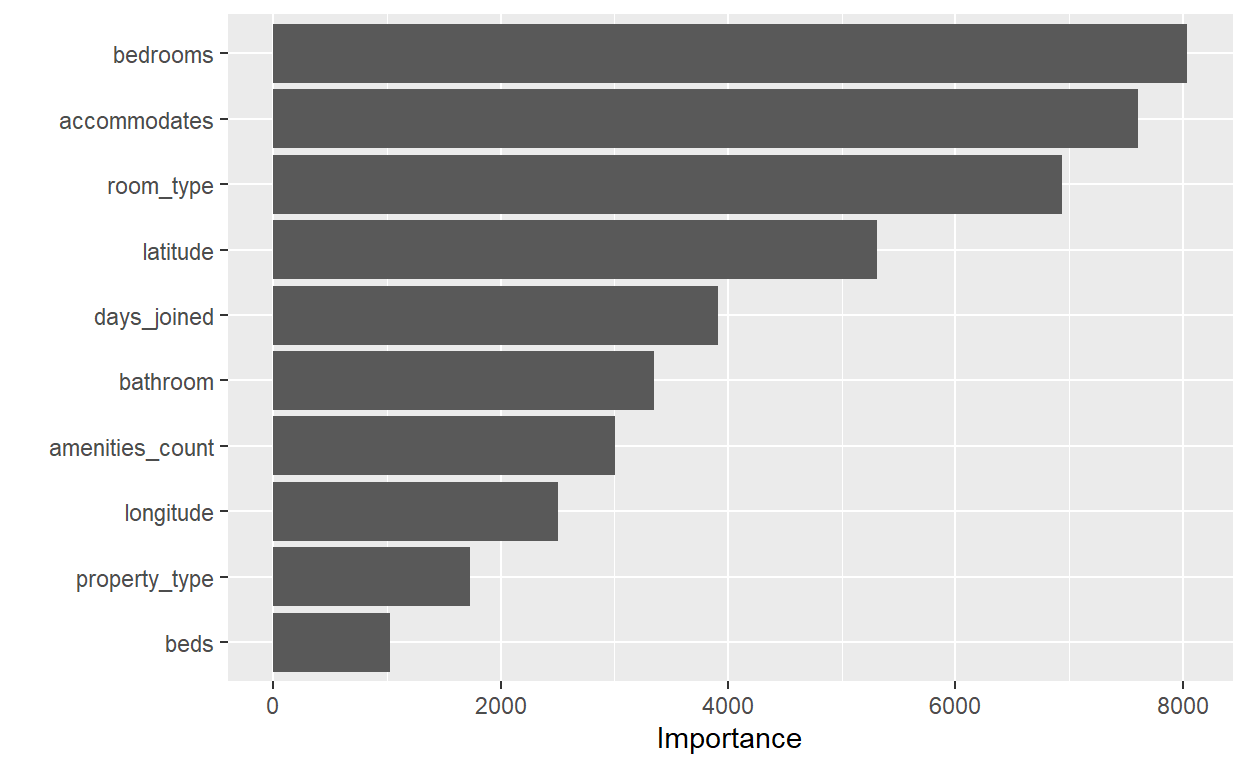 bedrooms
accommodates
room_type
latitude
days_joined
bathroom
amenities_count
longitude
property_type
beds
0 2000 4000 6000 8000
Importance